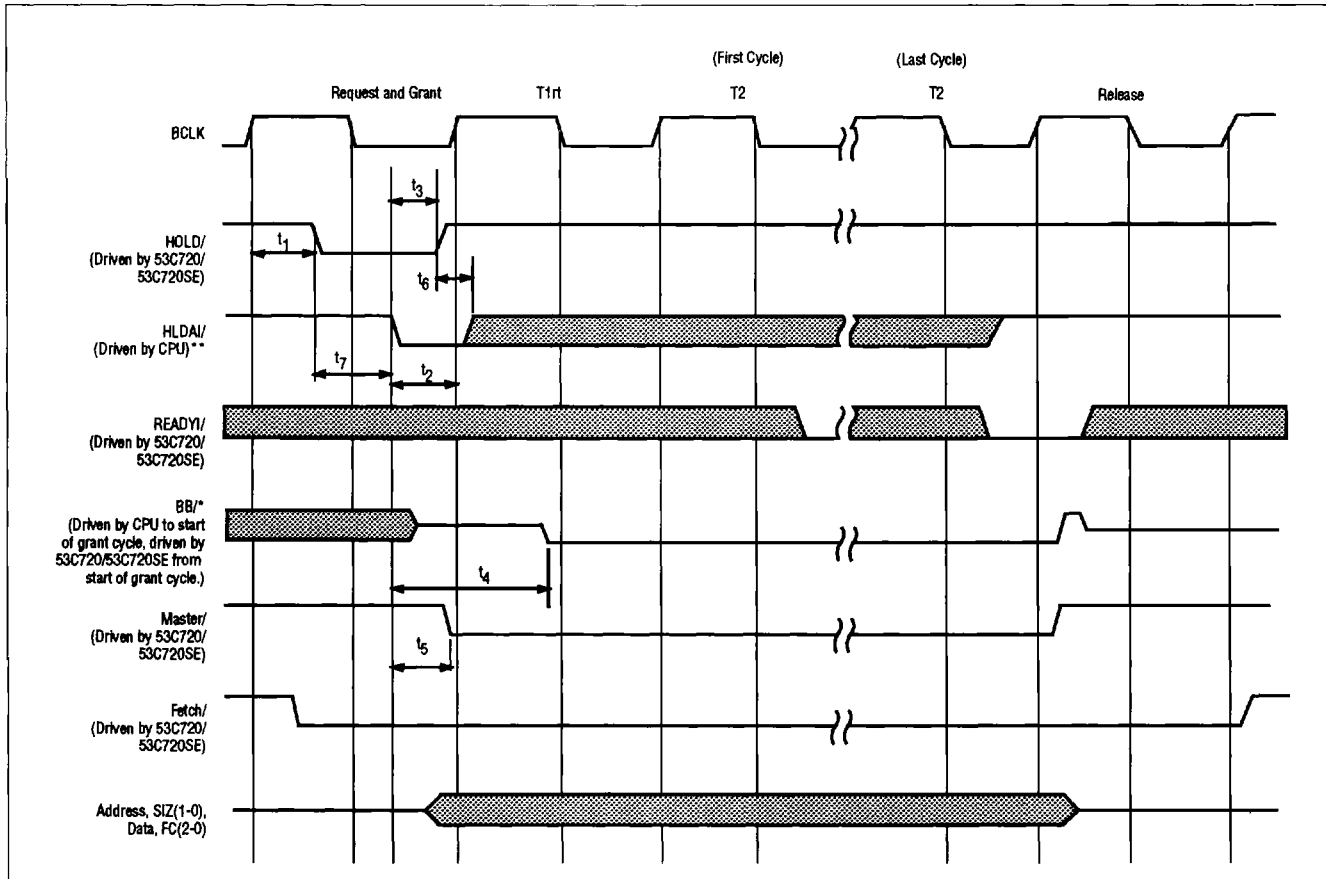 (First Cycle) (Last Cycle)
Request and Grant T1rt T2 T2 Release
BCLK
t3
HOLD/
(Driven by 53C720/
53C720SE)
t1
t6
HLDAI/
(Driven by CPU)**
t7
t2
READYI/
(Driven by 53C720/
53C720SE)
BB/*
(Driven by CPU to start
of grant cycle, driven by
53C720/53C720SE from
start of grant cycle.)
t4
Master/
(Driven by 53C720/
53C720SE)
t5
Fetch/
(Driven by 53C720/
53C720SE)
Address, SIZ(1-0),
Data, FC(2-0)